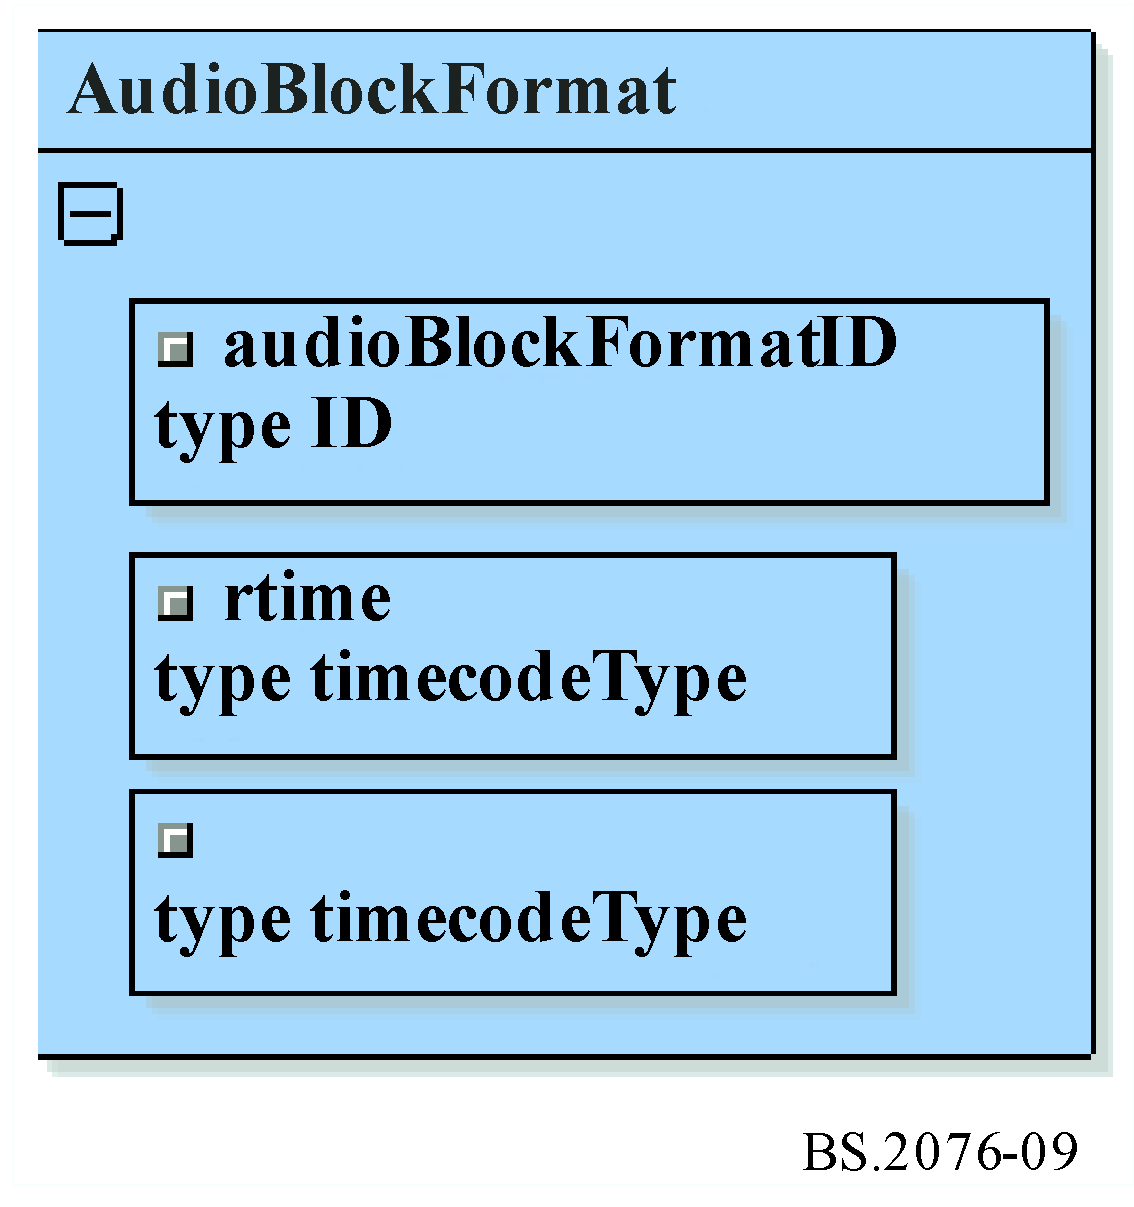 AudioBlockFormat
audioBlockFormatID
type ID
rtime
type timecodeType
type timecodeType
BS.2076-09